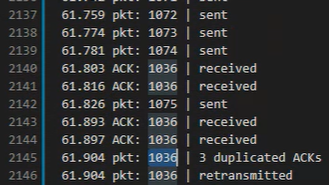 2137 61.759 pkt: 1072 | sent
2138 61.774 pkt: 1073 | sent
2139 61.781 pkt: 1074 | sent
2140 61.803 ACK: 1036 | received
2141 61.816 ACK: 1036 | received
2142 61.826 pkt: 1075 | sent
2143 61.893 ACK: 1036 | received
2144 61.897 ACK: 1036 | received
2145 61.904 pkt: 1036 | 3 duplicated ACKs
2146 61.904 pkt: 1036 | retransmitted